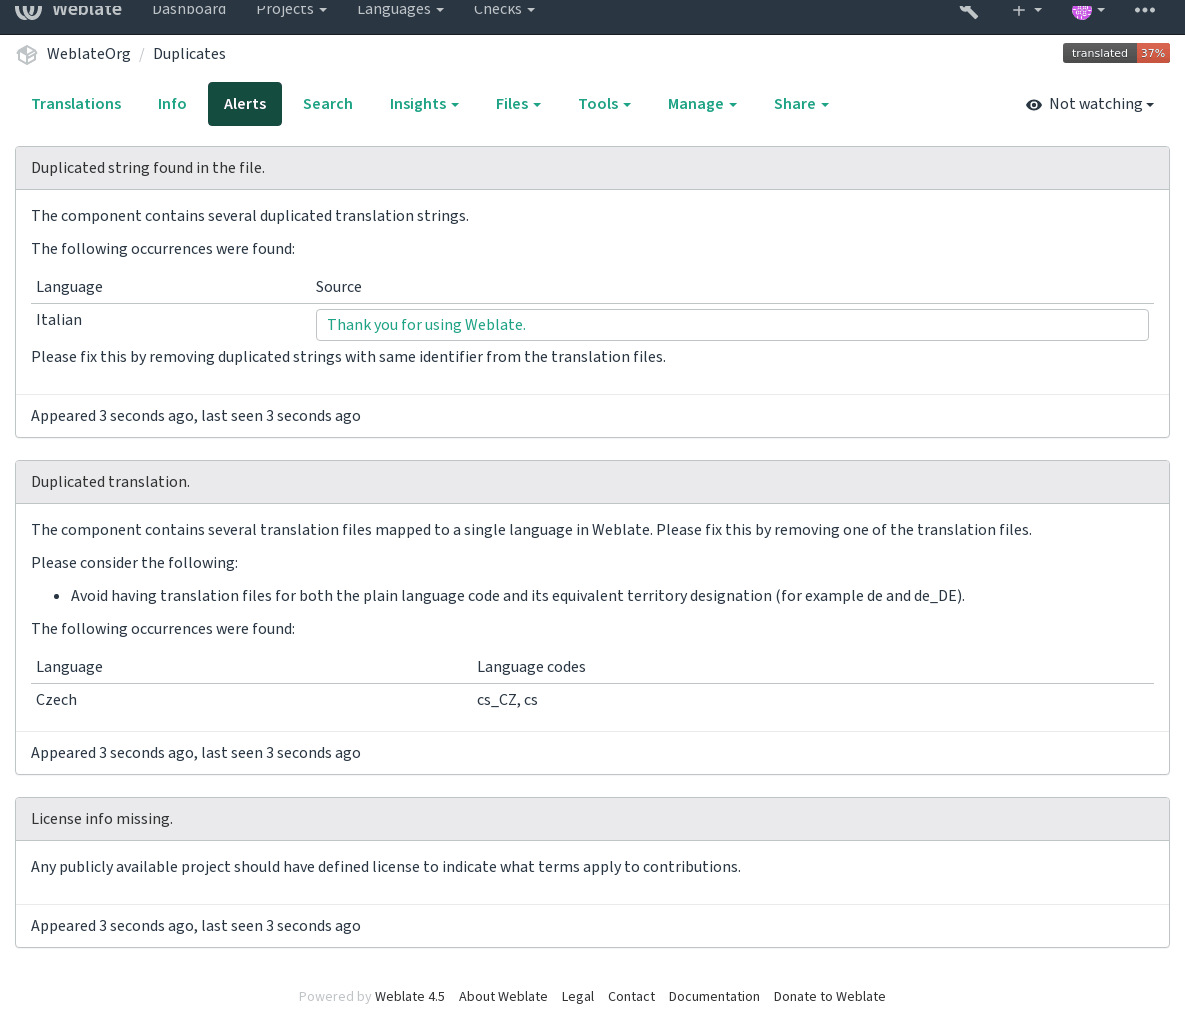 Weblate Dashboard Projects Languages Checks
WeblateOrg / Duplicates translated 37%
Translations Info Alerts Search Insights Files Tools Manage Share Not watching
Duplicated string found in the file.
The component contains several duplicated translation strings.
The following occurrences were found:
Language Source
Italian Thank you for using Weblate.
Please fix this by removing duplicated strings with same identifier from the translation files.
Appeared 3 seconds ago, last seen 3 seconds ago
Duplicated translation.
The component contains several translation files mapped to a single language in Weblate. Please fix this by removing one of the translation files.
Please consider the following:
• Avoid having translation files for both the plain language code and its equivalent territory designation (for example de and de_DE).
The following occurrences were found:
Language Language codes
Czech cs_CZ, cs
Appeared 3 seconds ago, last seen 3 seconds ago
License info missing.
Any publicly available project should have defined license to indicate what terms apply to contributions.
Appeared 3 seconds ago, last seen 3 seconds ago
Powered by Weblate 4.5 About Weblate Legal Contact Documentation Donate to Weblate